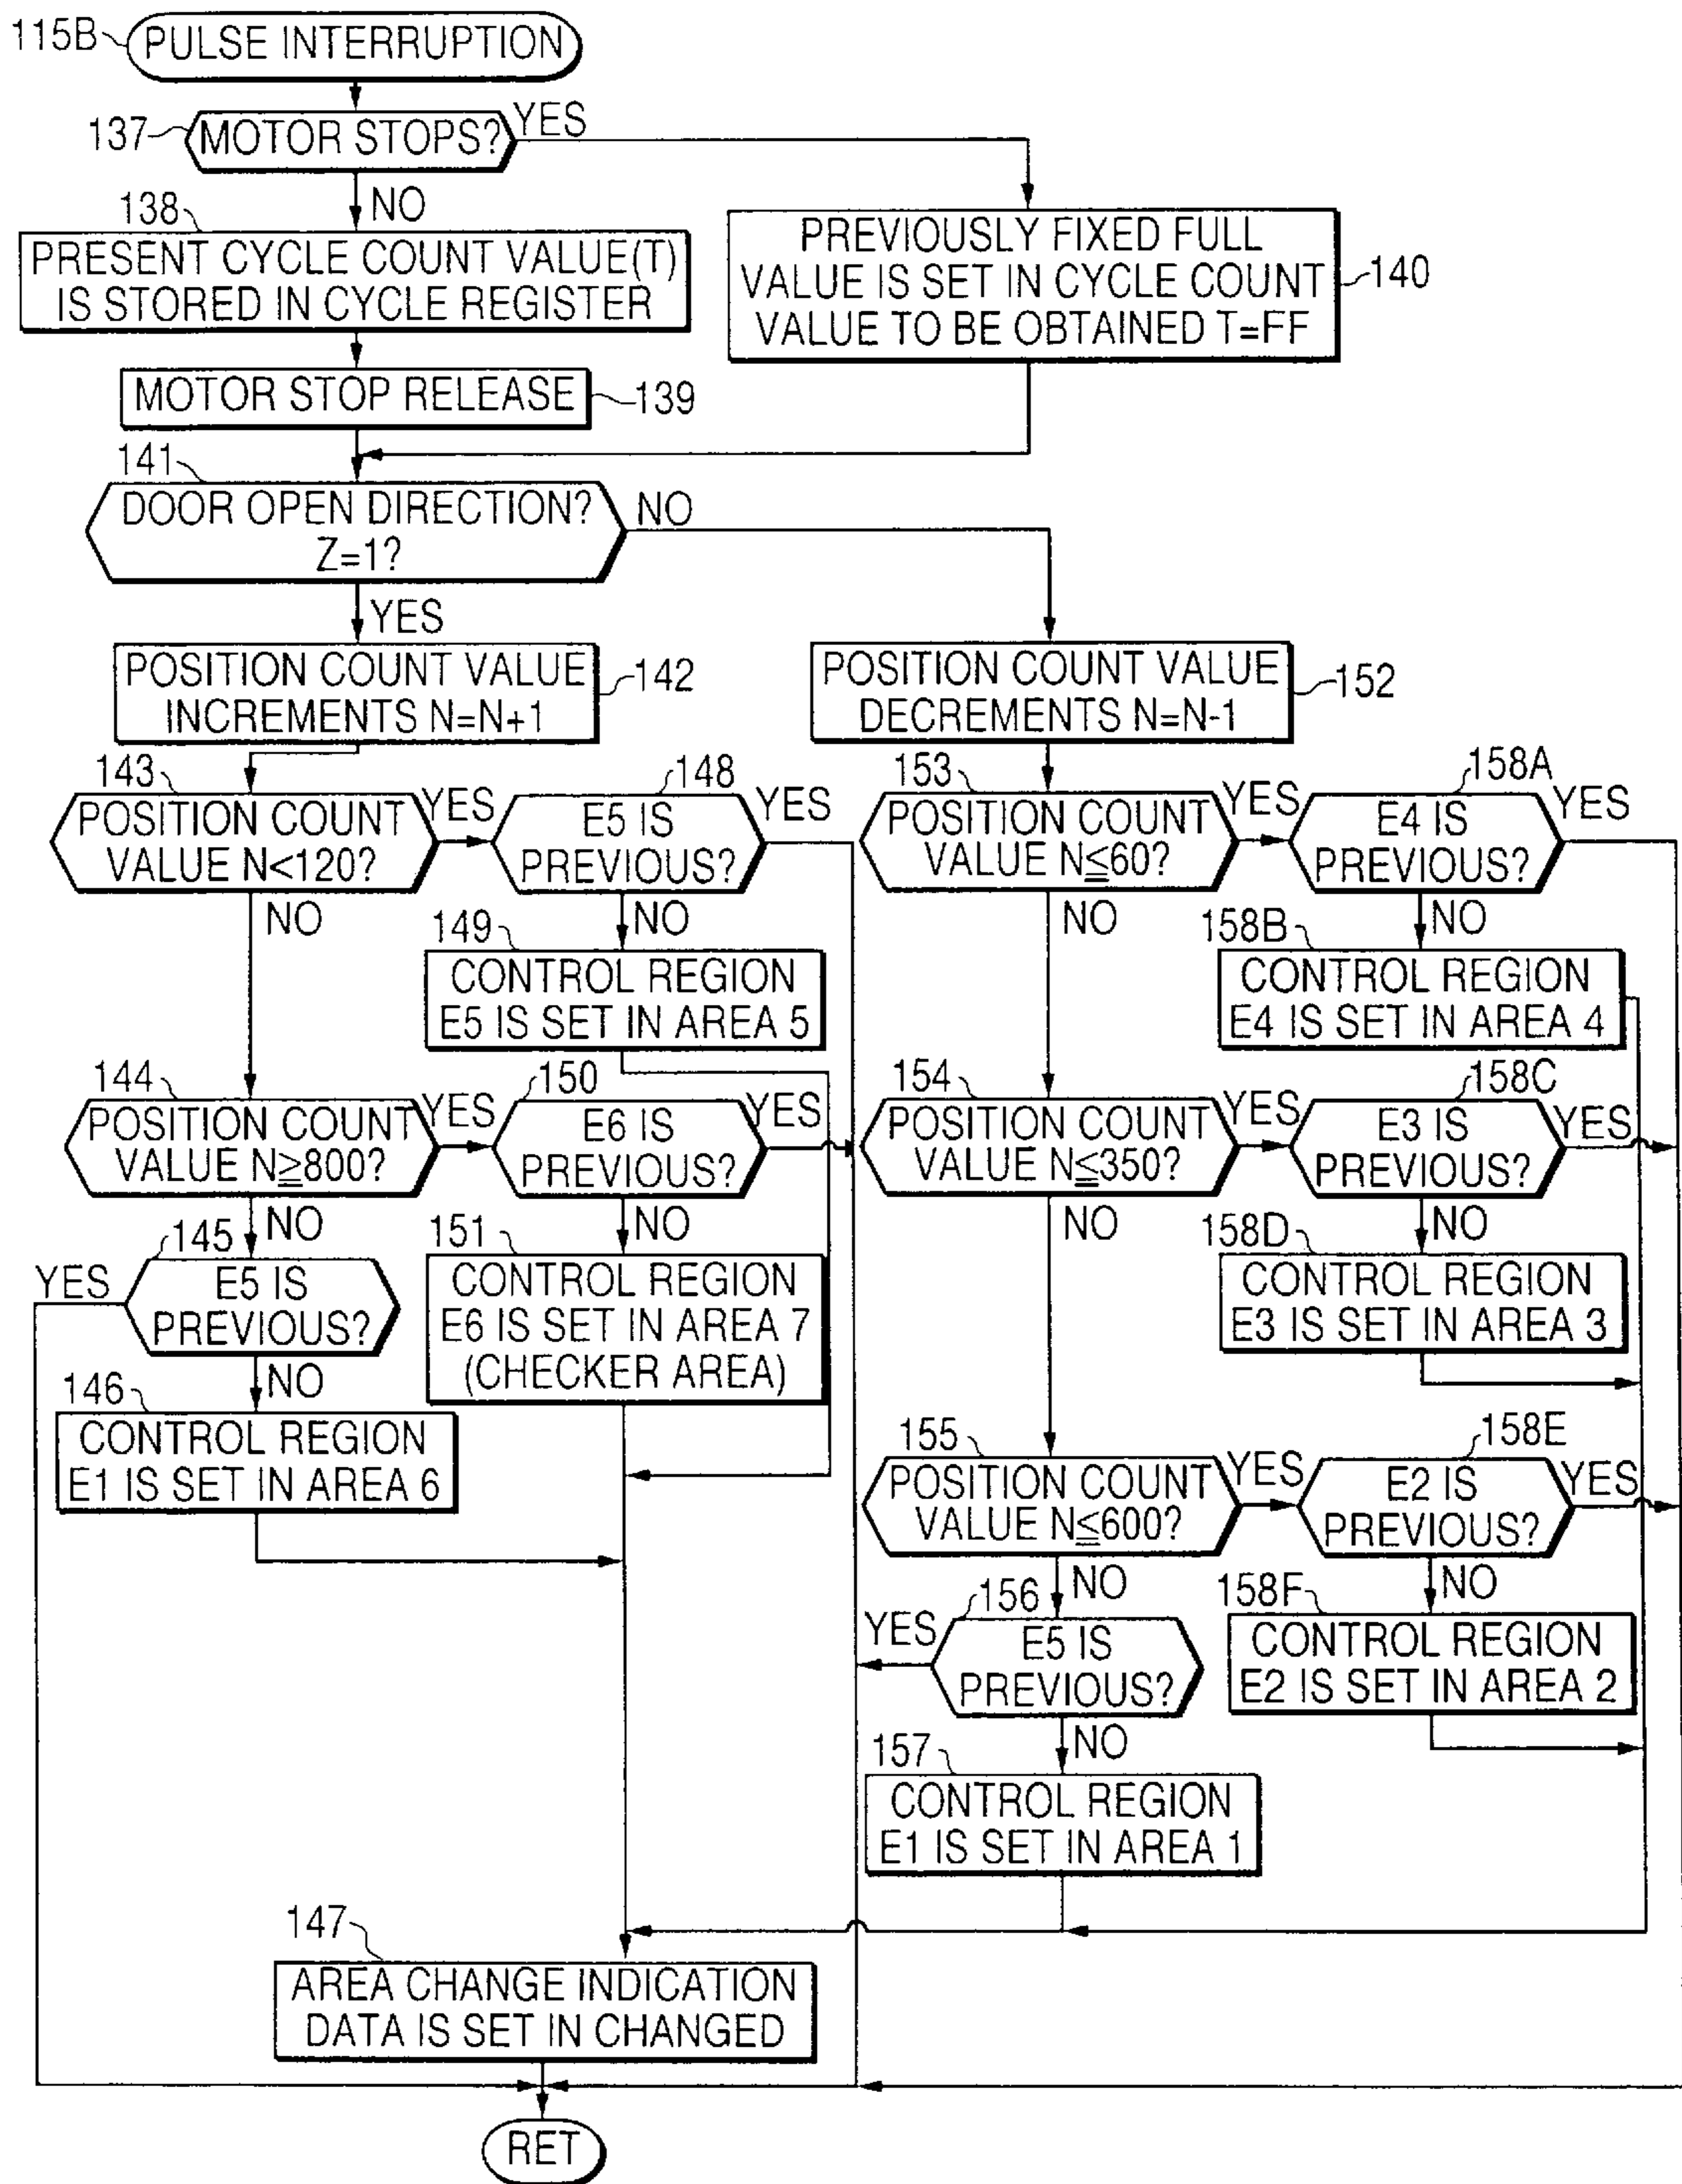 115B
PULSE INTERRUPTION
137
MOTOR STOPS?
YES
NO
138
PRESENT CYCLE COUNT VALUE(T)
IS STORED IN CYCLE REGISTER
PREVIOUSLY FIXED FULL
VALUE IS SET IN CYCLE COUNT
VALUE TO BE OBTAINED T=FF
140
MOTOR STOP RELEASE
139
141
DOOR OPEN DIRECTION?
Z=1?
NO
YES
POSITION COUNT VALUE
INCREMENTS N=N+1
142
POSITION COUNT VALUE
DECREMENTS N=N-1
152
143
POSITION COUNT
VALUE N<120?
YES
NO
148
E5 IS
PREVIOUS?
YES
NO
153
POSITION COUNT
VALUE N≦60?
YES
NO
158A
E4 IS
PREVIOUS?
YES
NO
149
CONTROL REGION
E5 IS SET IN AREA 5
158B
CONTROL REGION
E4 IS SET IN AREA 4
144
POSITION COUNT
VALUE N≧800?
YES
NO
150
E6 IS
PREVIOUS?
YES
NO
154
POSITION COUNT
VALUE N≦350?
YES
NO
158C
E3 IS
PREVIOUS?
YES
NO
145
E5 IS
PREVIOUS?
YES
NO
151
CONTROL REGION
E6 IS SET IN AREA 7
(CHECKER AREA)
158D
CONTROL REGION
E3 IS SET IN AREA 3
146
CONTROL REGION
E1 IS SET IN AREA 6
155
POSITION COUNT
VALUE N≦600?
YES
NO
158E
E2 IS
PREVIOUS?
YES
NO
156
E5 IS
PREVIOUS?
YES
NO
158F
CONTROL REGION
E2 IS SET IN AREA 2
157
CONTROL REGION
E1 IS SET IN AREA 1
147
AREA CHANGE INDICATION
DATA IS SET IN CHANGED
RET